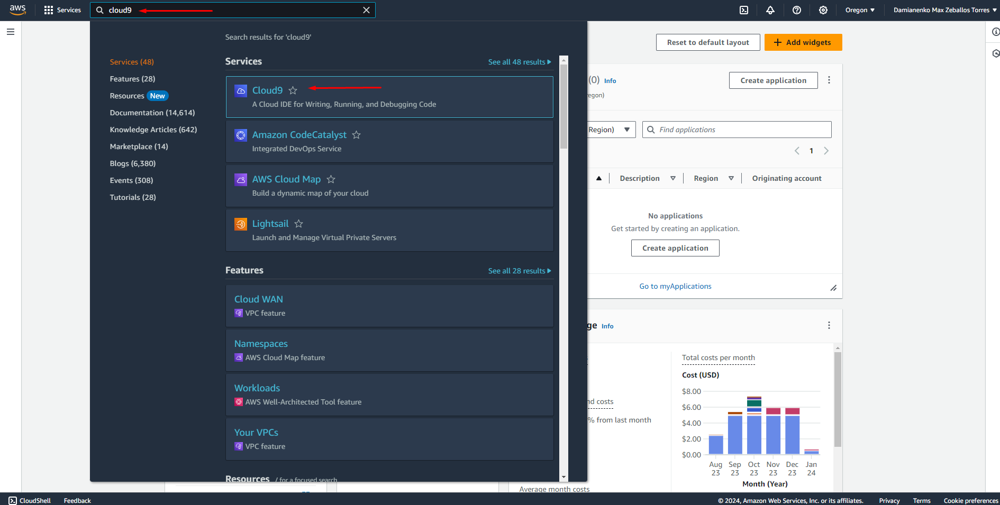 aws
Services
cloud9
Oregon ▼
Damianenko Max Zeballos Torres ▼
Search results for 'cloud9'
Services (48)
Features (28)
Resources New
Documentation (14,614)
Knowledge Articles (642)
Marketplace (14)
Blogs (6,380)
Events (308)
Tutorials (28)
Services
See all 48 results
Cloud9
A Cloud IDE for Writing, Running, and Debugging Code
Amazon CodeCatalyst
Integrated DevOps Service
AWS Cloud Map
Build a dynamic map of your cloud
Lightsail
Launch and Manage Virtual Private Servers
Features
See all 28 results
Cloud WAN
VPC feature
Namespaces
AWS Cloud Map feature
Workloads
AWS Well-Architected Tool feature
Your VPCs
VPC feature
Resources / for a focused search
Reset to default layout
Add widgets
(0) Info
Create application
egon)
Region)
Find applications
1
Description
Region
Originating account
No applications
Get started by creating an application.
Create application
Go to myApplications
ge Info
nd costs
% from last month
Average month costs
Total costs per month
Cost (USD)
$8.00
$6.00
$4.00
$2.00
$0.00
Aug 23
Sep 23
Oct 23
Nov 23
Dec 23
Jan 24
Month (Year)
CloudShell
Feedback
© 2024, Amazon Web Services, Inc. or its affiliates.
Privacy
Terms
Cookie preferences